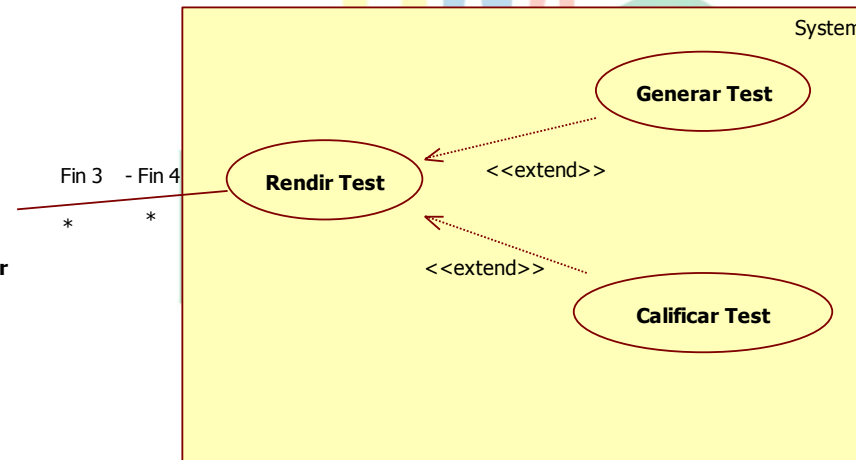 System
Generar Test
Fin 3 - Fin 4
Rendir Test
<<extend>>
* *
r
<<extend>>
Calificar Test